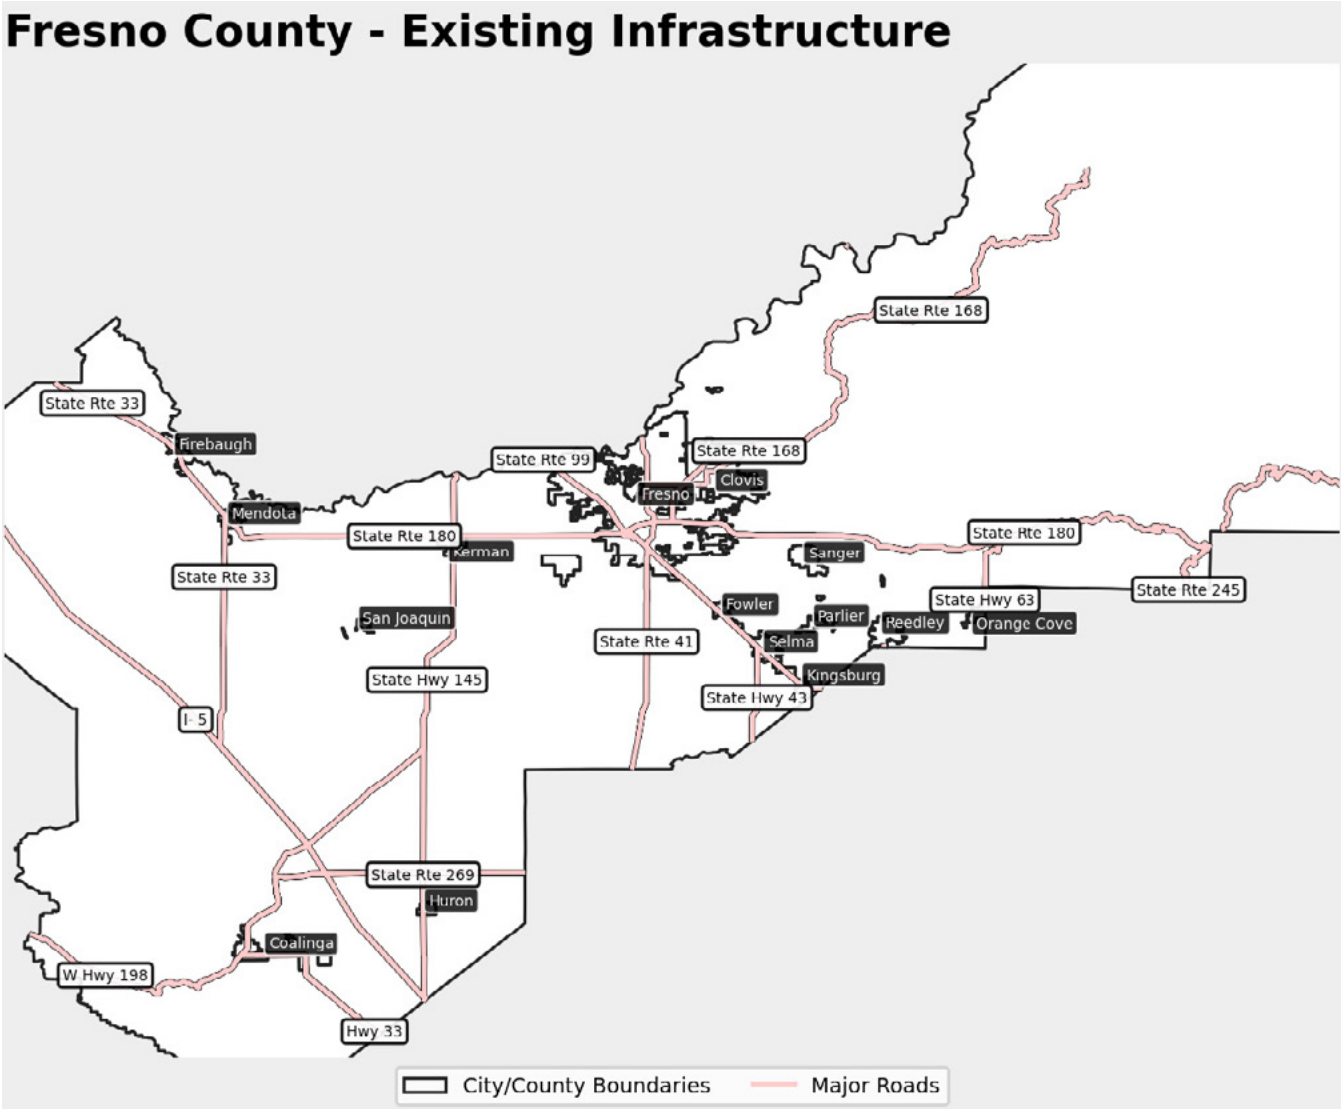 Fresno County - Existing Infrastructure
State Rte 168
State Rte 33
Firebaugh
State Rte 168
State Rte 99
Clovis
Fresno
Mendota
State Rte 180
State Rte 180
Kerman
Sanger
State Rte 33
State Rte 245
State Hwy 63
Fowler
San Joaquin
Parlier
Reedley
Orange Cove
State Rte 41
Selma
Kingsburg
State Hwy 145
State Hwy 43
I- 5
State Rte 269
Huron
Coalinga
W Hwy 198
Hwy 33
City/County Boundaries
Major Roads